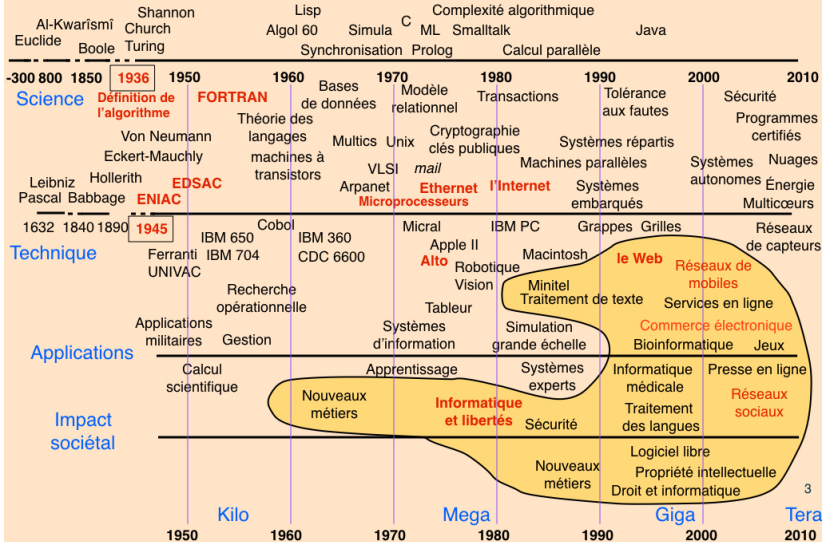 Lisp
Shannon
Complexité algorithmique
Al-Kwarîsmî
Church
Algol 60
Simula
C
ML
Smalltalk
Java
Euclide
Boole
Turing
Synchronisation
Prolog
Calcul parallèle
-300 800 1850 1936 1950 1960 1970 1980 1990 2000 2010
Science
Définition de
l'algorithme
FORTRAN
Bases
de données
Modèle
relationnel
Transactions
Tolérance
aux fautes
Sécurité
Théorie des
langages
Programmes
certifiés
Von Neumann
Multics
Unix
Cryptographie
clés publiques
Systèmes répartis
Eckert-Mauchly
machines à
transistors
VLSI
mail
Machines parallèles
Systèmes
autonomes
Nuages
Hollerith
Leibniz
EDSAC
Arpanet
Ethernet
l'Internet
Systèmes
embarqués
Énergie
Pascal
Babbage
ENIAC
Microprocesseurs
Multicœurs
1632 1840 1890 1945
Technique
Cobol
Micral
IBM PC
Grappes
Grilles
Réseaux
de capteurs
IBM 650
IBM 704
IBM 360
CDC 6600
Apple II
Alto
Ferranti
UNIVAC
Robotique
Vision
Macintosh
le Web
Réseaux de
mobiles
Recherche
opérationnelle
Minitel
Traitement de texte
Services en ligne
Tableur
Applications
militaires
Gestion
Systèmes
d'information
Simulation
grande échelle
Commerce électronique
Bioinformatique
Jeux
Applications
Calcul
scientifique
Apprentissage
Systèmes
experts
Informatique
médicale
Presse en ligne
Nouveaux
métiers
Informatique
et libertés
Sécurité
Traitement
des langues
Réseaux
sociaux
Impact
sociétal
Logiciel libre
Nouveaux
métiers
Propriété intellectuelle
Droit et informatique
3
Kilo
Mega
Giga
Tera
1950 1960 1970 1980 1990 2000 2010